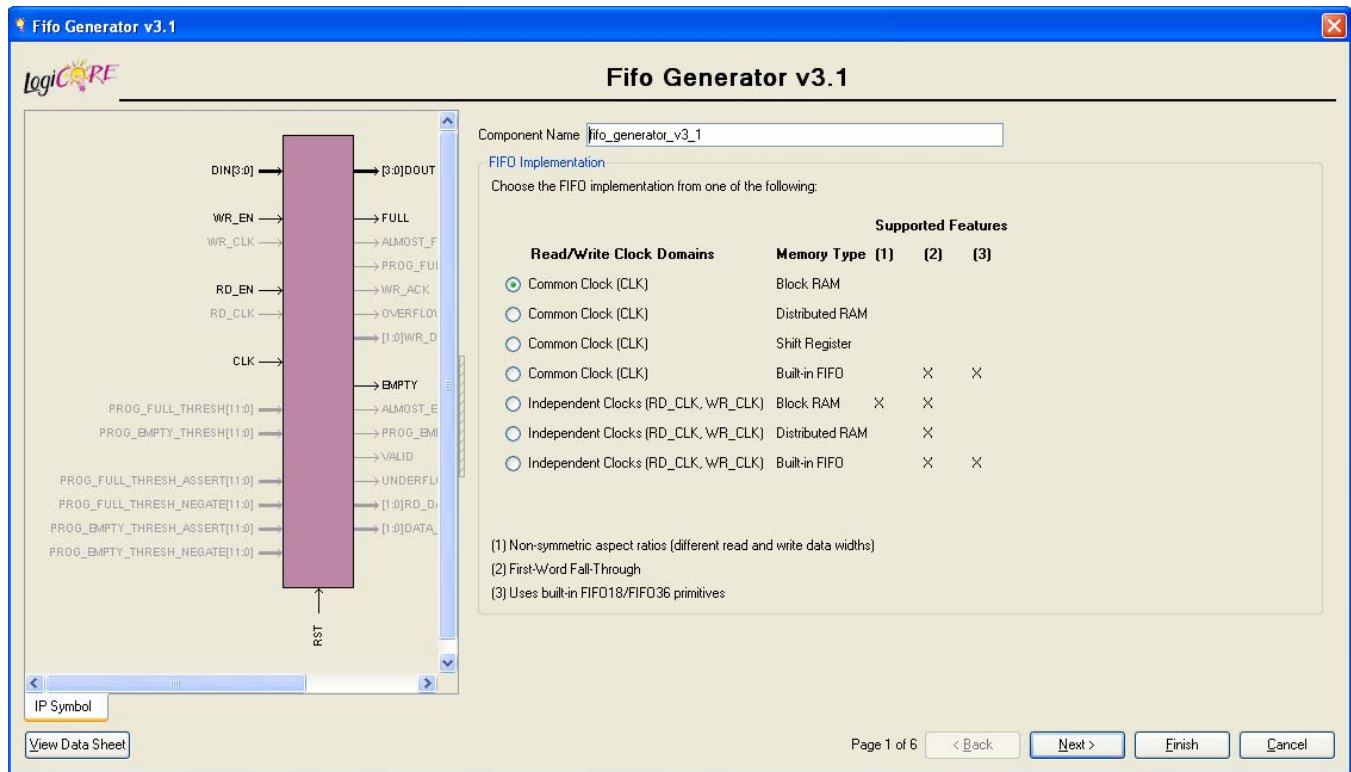 Fifo Generator v3.1
LogiCORE
Fifo Generator v3.1
DIN[3:0]
[3:0]DOUT
WR_EN
FULL
WR_CLK
ALMOST_F
PROG_FUL
RD_EN
WR_ACK
RD_CLK
OVERFLOW
[1:0]WR_D
CLK
EMPTY
PROG_FULL_THRESH[11:0]
ALMOST_E
PROG_EMPTY_THRESH[11:0]
PROG_EM
VALID
PROG_FULL_THRESH_ASSERT[11:0]
UNDERFL
PROG_FULL_THRESH_NEGATE[11:0]
[1:0]RD_D
PROG_EMPTY_THRESH_ASSERT[11:0]
[1:0]DATA_
PROG_EMPTY_THRESH_NEGATE[11:0]
RST
IP Symbol
Component Name fifo_generator_v3_1
FIFO Implementation
Choose the FIFO implementation from one of the following:
Supported Features
Read/Write Clock Domains Memory Type (1) (2) (3)
Common Clock (CLK) Block RAM
Common Clock (CLK) Distributed RAM
Common Clock (CLK) Shift Register
Common Clock (CLK) Built-in FIFO X X
Independent Clocks (RD_CLK, WR_CLK) Block RAM X X
Independent Clocks (RD_CLK, WR_CLK) Distributed RAM X
Independent Clocks (RD_CLK, WR_CLK) Built-in FIFO X X
(1) Non-symmetric aspect ratios (different read and write data widths)
(2) First-Word Fall-Through
(3) Uses built-in FIFO18/FIFO36 primitives
View Data Sheet
Page 1 of 6
< Back
Next >
Finish
Cancel